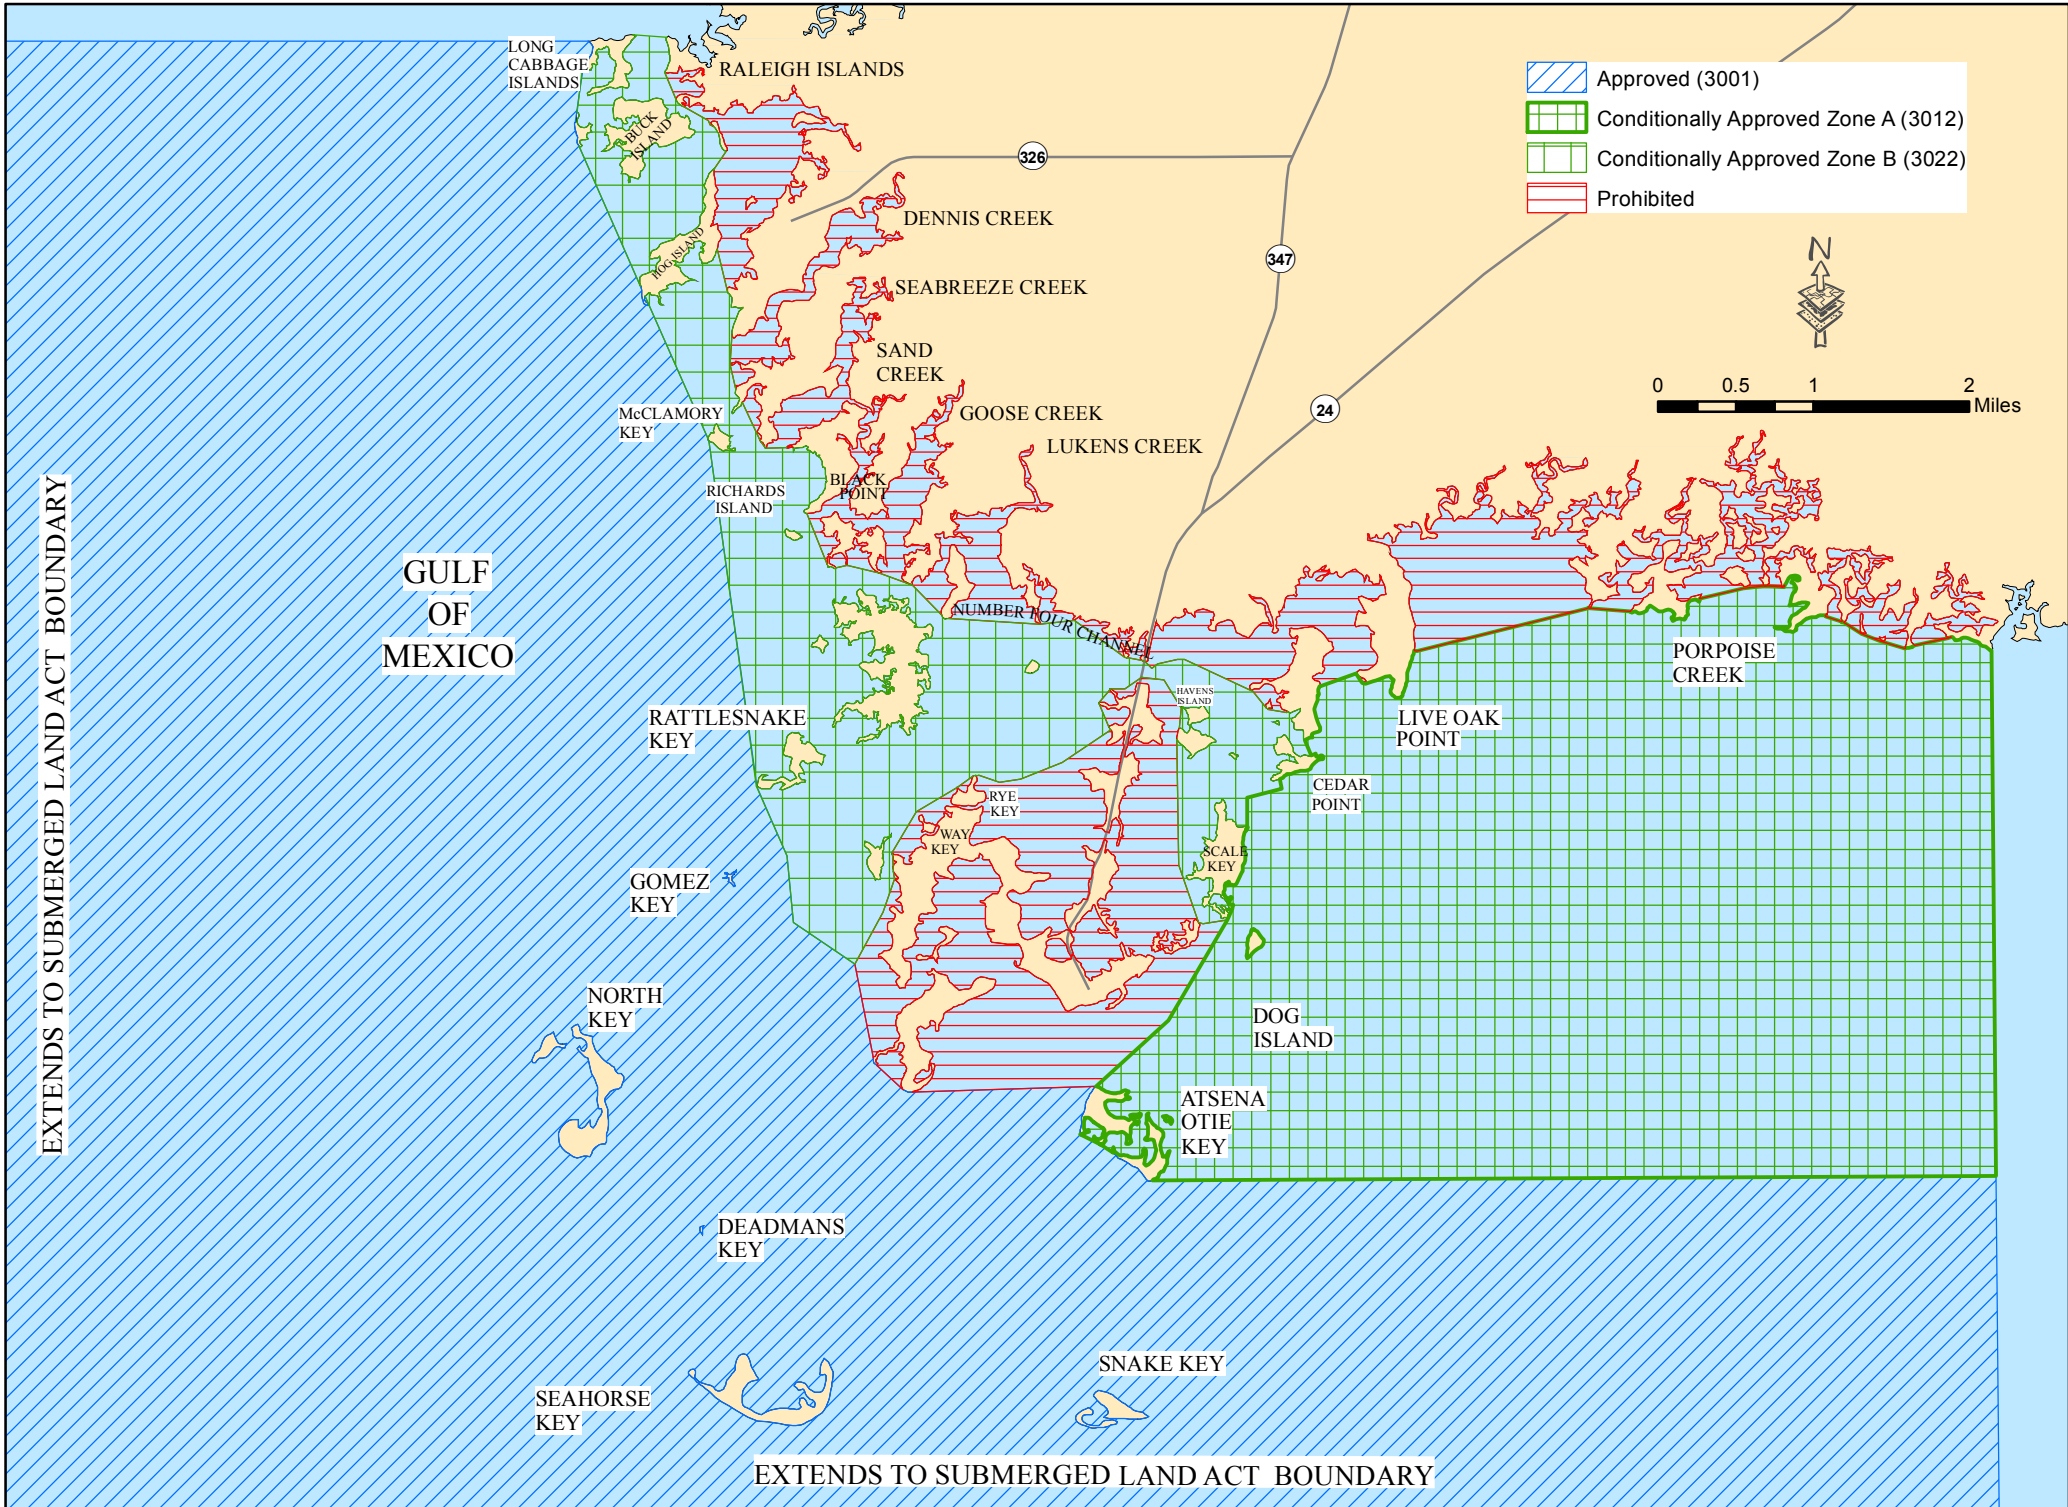 LONG
CABBAGE
ISLANDS
RALEIGH ISLANDS
BUCK
ISLAND
HOG ISLAND
326
DENNIS CREEK
SEABREEZE CREEK
347
SAND
CREEK
24
McCLAMORY
KEY
GOOSE CREEK
LUKENS CREEK
RICHARDS
ISLAND
BLACK
POINT
Approved (3001)
Conditionally Approved Zone A (3012)
Conditionally Approved Zone B (3022)
Prohibited
N
0 0.5 1 2
Miles
EXTENDS TO SUBMERGED LAND ACT BOUNDARY
GULF
OF
MEXICO
NUMBER FOUR CHANNEL
PORPOISE
CREEK
HAVENS
ISLAND
RATTLESNAKE
KEY
LIVE OAK
POINT
CEDAR
POINT
RYE
KEY
WAY
KEY
SCALE
KEY
GOMEZ
KEY
NORTH
KEY
DOG
ISLAND
ATSENA
OTIE
KEY
DEADMANS
KEY
SEAHORSE
KEY
SNAKE KEY
EXTENDS TO SUBMERGED LAND ACT BOUNDARY